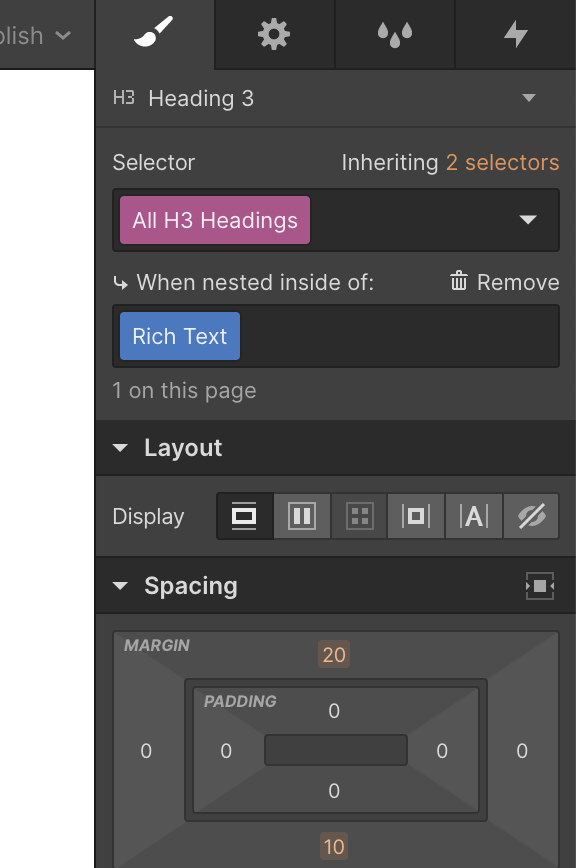 blish
H3 Heading 3
Selector Inheriting 2 selectors
All H3 Headings
When nested inside of: Remove
Rich Text
1 on this page
Layout
Display A
Spacing
MARGIN 20
PADDING 0
0 0 0 0
0
10